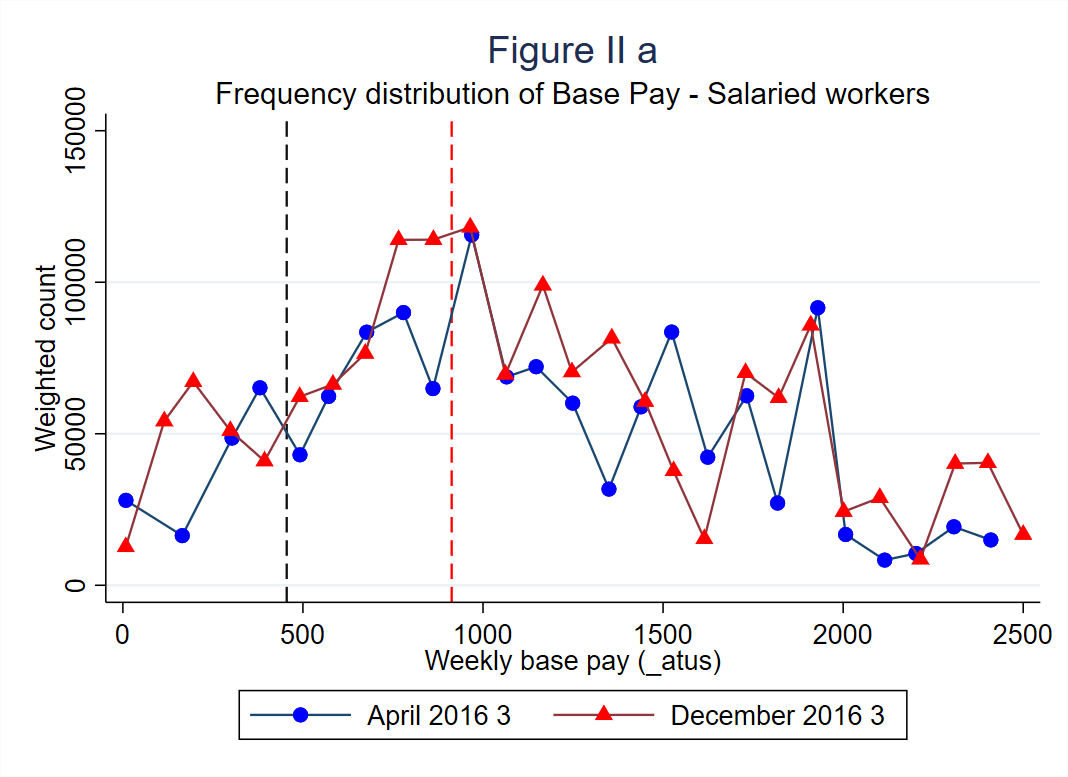 Figure II a
Frequency distribution of Base Pay - Salaried workers
Weighted count
150000
100000
50000
0
0 500 1000 1500 2000 2500
Weekly base pay (_atus)
April 2016 3 December 2016 3